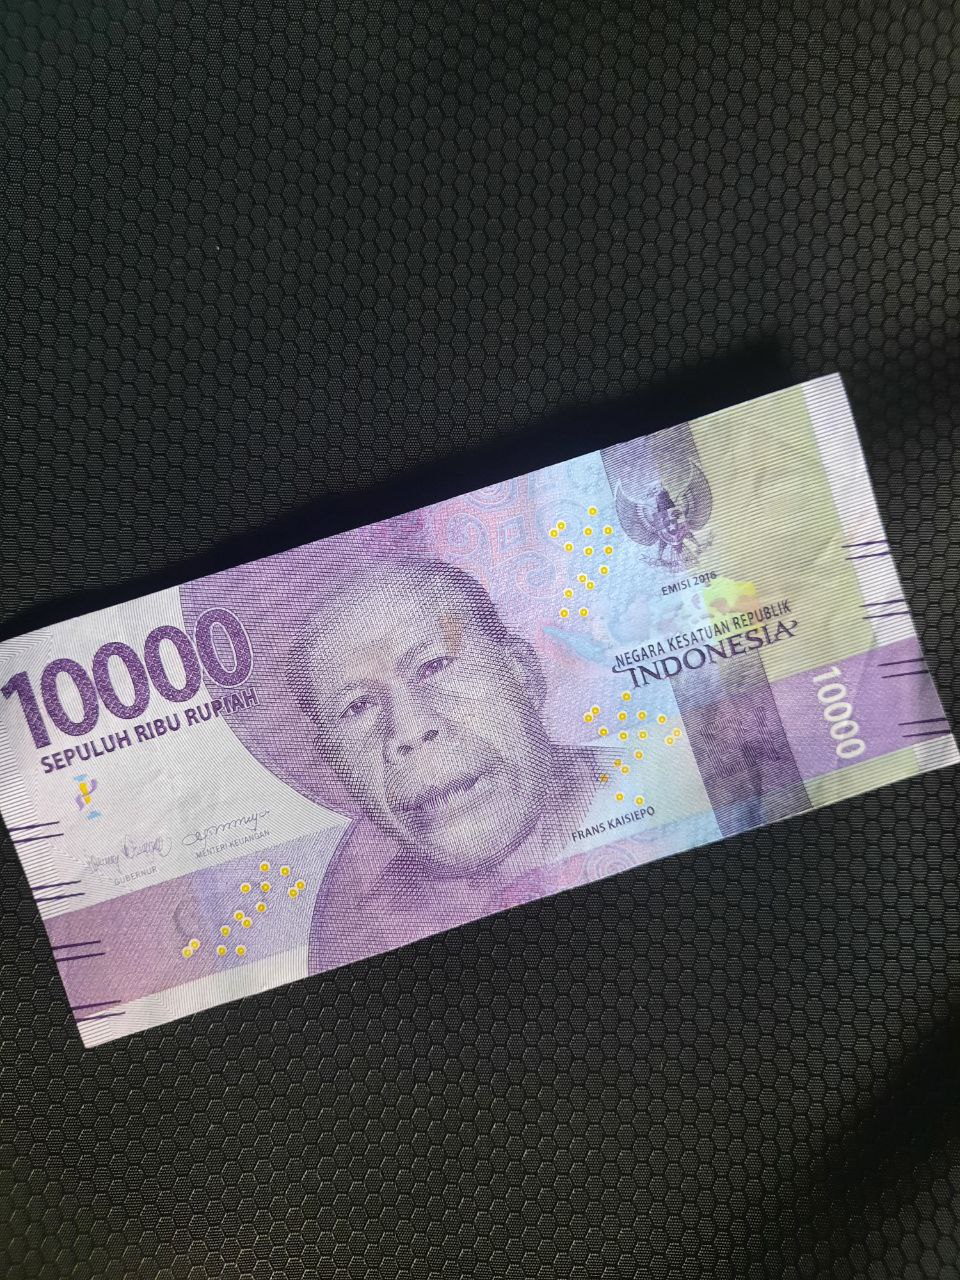 10000
SEPULUH RIBU RUPIAH
GUBERNUR
MENTERI KEUANGAN
FRANS KAISIEPO
EMISI 2016
NEGARA KESATUAN REPUBLIK
INDONESIA
10000